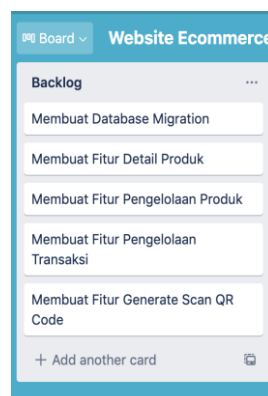 Board
Website Ecommerce
Backlog
Membuat Database Migration
Membuat Fitur Detail Produk
Membuat Fitur Pengelolaan Produk
Membuat Fitur Pengelolaan
Transaksi
Membuat Fitur Generate Scan QR
Code
+ Add another card